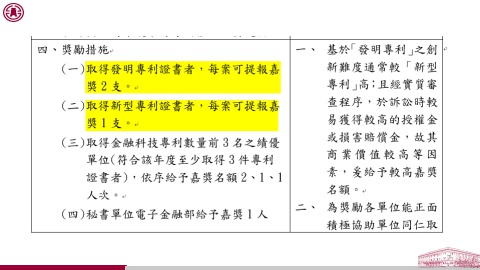 四、獎勵措施
(一)取得發明專利證書者，每案可提報嘉
獎2支。
(二)取得新型專利證書者，每案可提報嘉
獎1支。
(三)取得金融科技專利數量前3名之績優
單位(符合該年度至少取得3件專利
證書者)，依序給予嘉獎名額2、1、1
人次。
(四)秘書單位電子金融部給予嘉獎1人
一、 基於「發明專利」之創
新難度通常較「新型
專利」高；且經實質審
查程序，於訴訟時較
易獲得較高的授權金
或損害賠償金，故其
商業價值較高等因
素，爰給予較高嘉獎
名額。
二、 為獎勵各單位能正面
積極協助單位同仁取